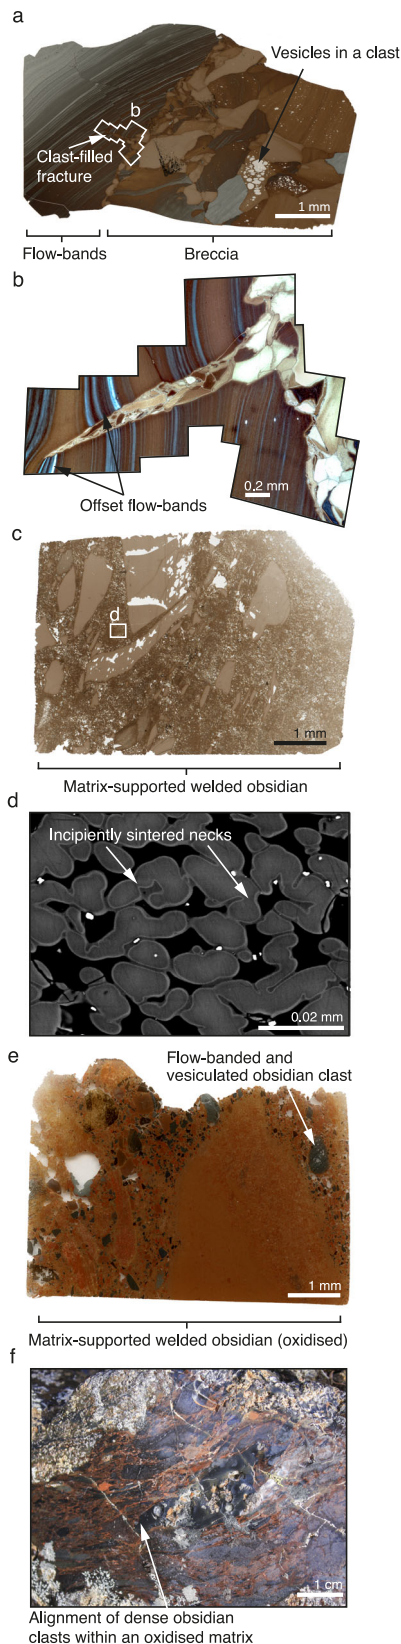 a
Vesicles in a clast
b
Clast-filled
fracture
1 mm
Flow-bands
Breccia
b
0.2 mm
Offset flow-bands
c
d
1 mm
Matrix-supported welded obsidian
d
Incipiently sintered necks
0.02 mm
e
Flow-banded and
vesiculated obsidian clast
1 mm
Matrix-supported welded obsidian (oxidised)
f
1 cm
Alignment of dense obsidian
clasts within an oxidised matrix